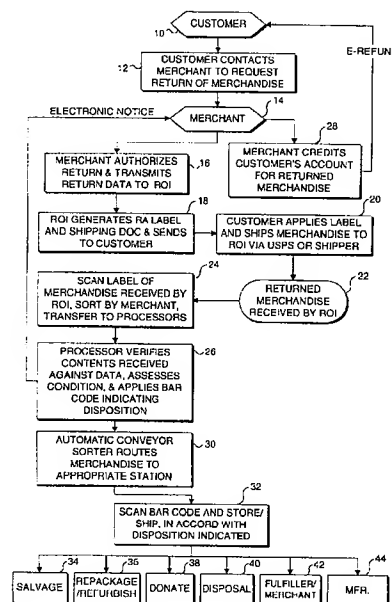 CUSTOMER
10
E-REFUN
12
CUSTOMER CONTACTS
MERCHANT TO REQUEST
RETURN OF MERCHANDISE
ELECTRONIC NOTICE
14
MERCHANT
28
MERCHANT CREDITS
CUSTOMER'S ACCOUNT
FOR RETURNED
MERCHANDISE
16
MERCHANT AUTHORIZES
RETURN & TRANSMITS
RETURN DATA TO ROI
18
20
ROI GENERATES RA LABEL
AND SHIPPING DOC & SENDS
TO CUSTOMER
CUSTOMER APPLIES LABEL
AND SHIPS MERCHANDISE TO
ROI VIA USPS OR SHIPPER
24
22
SCAN LABEL OF
MERCHANDISE RECEIVED BY
ROI, SORT BY MERCHANT,
TRANSFER TO PROCESSORS
RETURNED
MERCHANDISE
RECEIVED BY ROI
26
PROCESSOR VERIFIES
CONTENTS RECEIVED
AGAINST DATA, ASSESSES
CONDITION, & APPLIES BAR
CODE INDICATING
DISPOSITION
30
AUTOMATIC CONVEYOR
SORTER ROUTES
MERCHANDISE TO
APPROPRIATE STATION
32
SCAN BAR CODE AND STORE/
SHIP, IN ACCORD WITH
DISPOSITION INDICATED
34
36
38
40
42
44
SALVAGE
REPACKAGE
/REFURBISH
DONATE
DISPOSAL
FULFILLER/
MERCHANT
MFR.